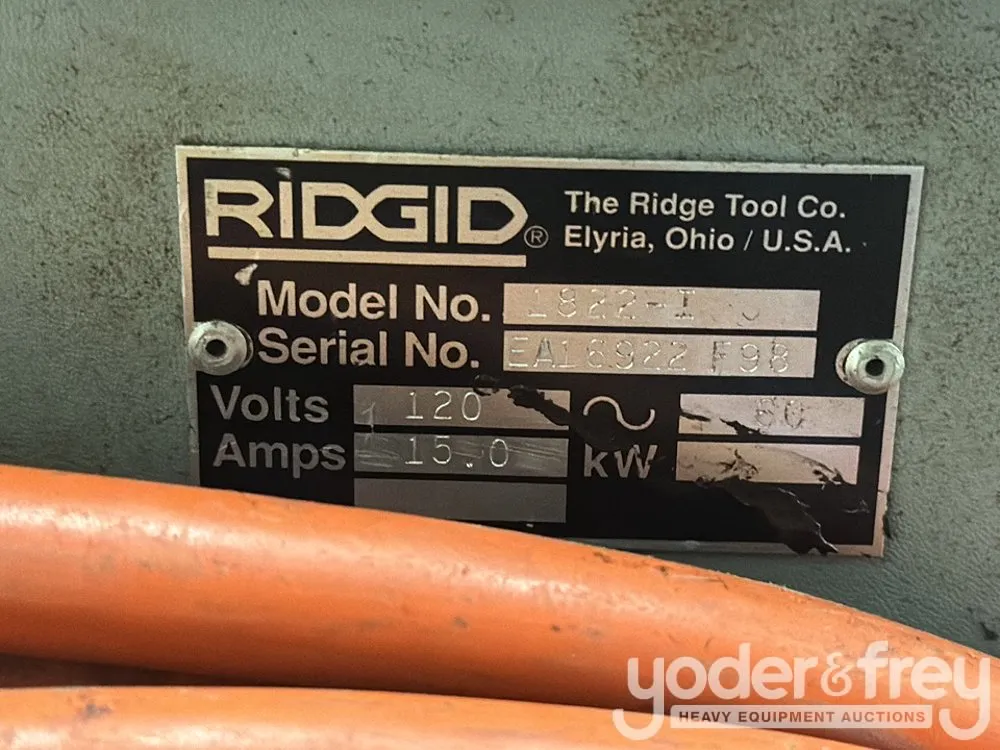 RIDGID®
The Ridge Tool Co.
Elyria, Ohio / U.S.A.
Model No. 1822-I
Serial No. EA16922 F98
Volts 120 ~ 60
Amps 15.0 kW
yoder&frey
HEAVY EQUIPMENT AUCTIONS